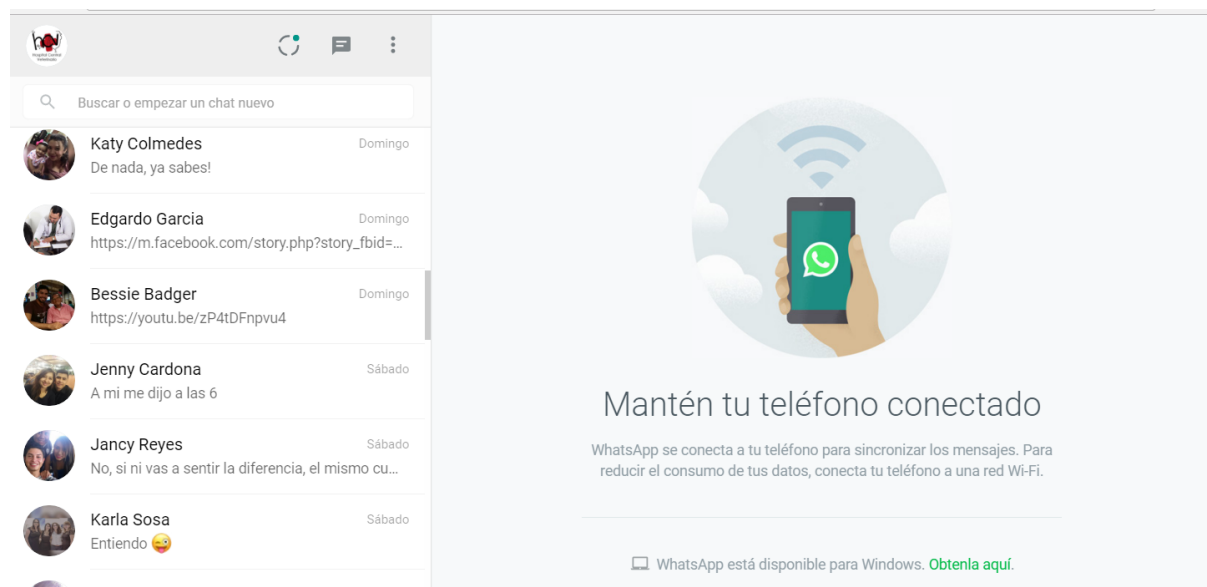 Buscar o empezar un chat nuevo
Katy Colmedes
Domingo
De nada, ya sabes!
Edgardo Garcia
Domingo
https://m.facebook.com/story.php?story_fbid=...
Bessie Badger
Domingo
https://youtu.be/zP4tDFnpvu4
Jenny Cardona
Sábado
A mi me dijo a las 6
Jancy Reyes
Sábado
No, si ni vas a sentir la diferencia, el mismo cu...
Karla Sosa
Sábado
Entiendo 😜
Mantén tu teléfono conectado
WhatsApp se conecta a tu teléfono para sincronizar los mensajes. Para
reducir el consumo de tus datos, conecta tu teléfono a una red Wi-Fi.
WhatsApp está disponible para Windows. Obtenla aquí.